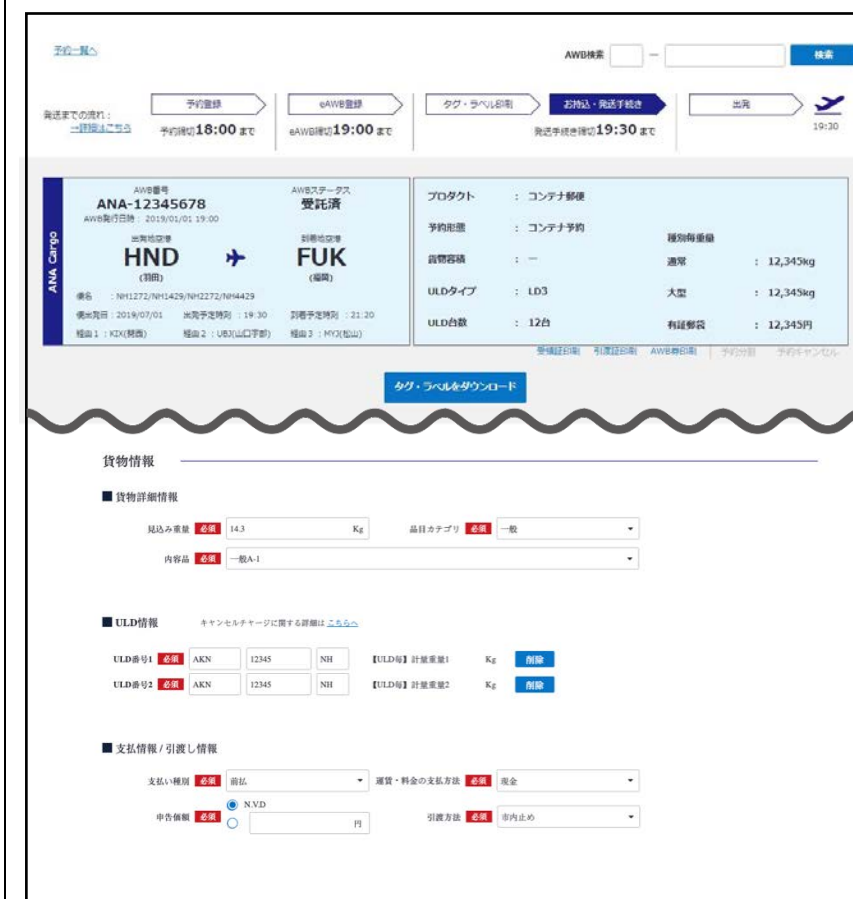 予約一覧へ
AWB検索 － 検索
発送までの流れ：
→詳細はこちら
予約登録
予約締切18:00 まで
eAWB登録
eAWB締切19:00 まで
タグ・ラベル印刷
お持込・発送手続き
発送手続き締切19:30 まで
出発
19:30
ANA Cargo
AWB番号
ANA-12345678
AWB発行日時： 2019/01/01 19:00
AWBステータス
受託済
出発地空港
HND
(羽田)
到着地空港
FUK
(福岡)
便名 ：NH1272/NH1429/NH2272/NH4429
便出発日：2019/07/01 出発予定時刻 ：19:30 到着予定時刻 ：21:20
経由1：KIX(関西) 経由2：UBJ(山口宇部) 経由3：MYJ(松山)
プロダクト ： コンテナ郵便
予約形態 ： コンテナ予約
貨物容積 ： －
ULDタイプ ： LD3
ULD台数 ： 12台
種別毎重量
通常 ： 12,345kg
大型 ： 12,345kg
有証郵袋 ： 12,345円
受領証印刷 引渡証印刷 AWB券印刷 予約分割 予約キャンセル
タグ・ラベルをダウンロード
貨物情報
■ 貨物詳細情報
見込み重量 必須 14.3 Kg 品目カテゴリ 必須 一般
内容品 必須 一般A-1
■ ULD情報 キャンセルチャージに関する詳細は こちらへ
ULD番号1 必須 AKN 12345 NH 【ULD毎】計量重量1 Kg 削除
ULD番号2 必須 AKN 12345 NH 【ULD毎】計量重量2 Kg 削除
■ 支払情報 / 引渡し情報
支払い種別 必須 前払 運賃・料金の支払方法 必須 現金
申告価額 必須 N.V.D
円
引渡方法 必須 市内止め